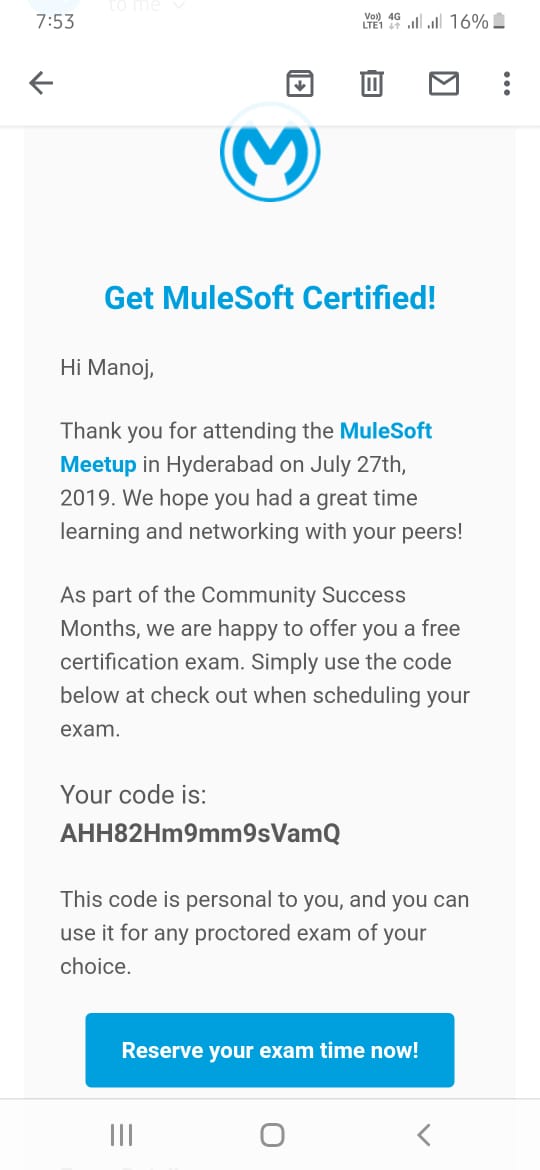 to me
7:53
Vo)) 4G
LTE1 16%
Get MuleSoft Certified!
Hi Manoj,
Thank you for attending the MuleSoft
Meetup in Hyderabad on July 27th,
2019. We hope you had a great time
learning and networking with your peers!
As part of the Community Success
Months, we are happy to offer you a free
certification exam. Simply use the code
below at check out when scheduling your
exam.
Your code is:
AHH82Hm9mm9sVamQ
This code is personal to you, and you can
use it for any proctored exam of your
choice.
Reserve your exam time now!